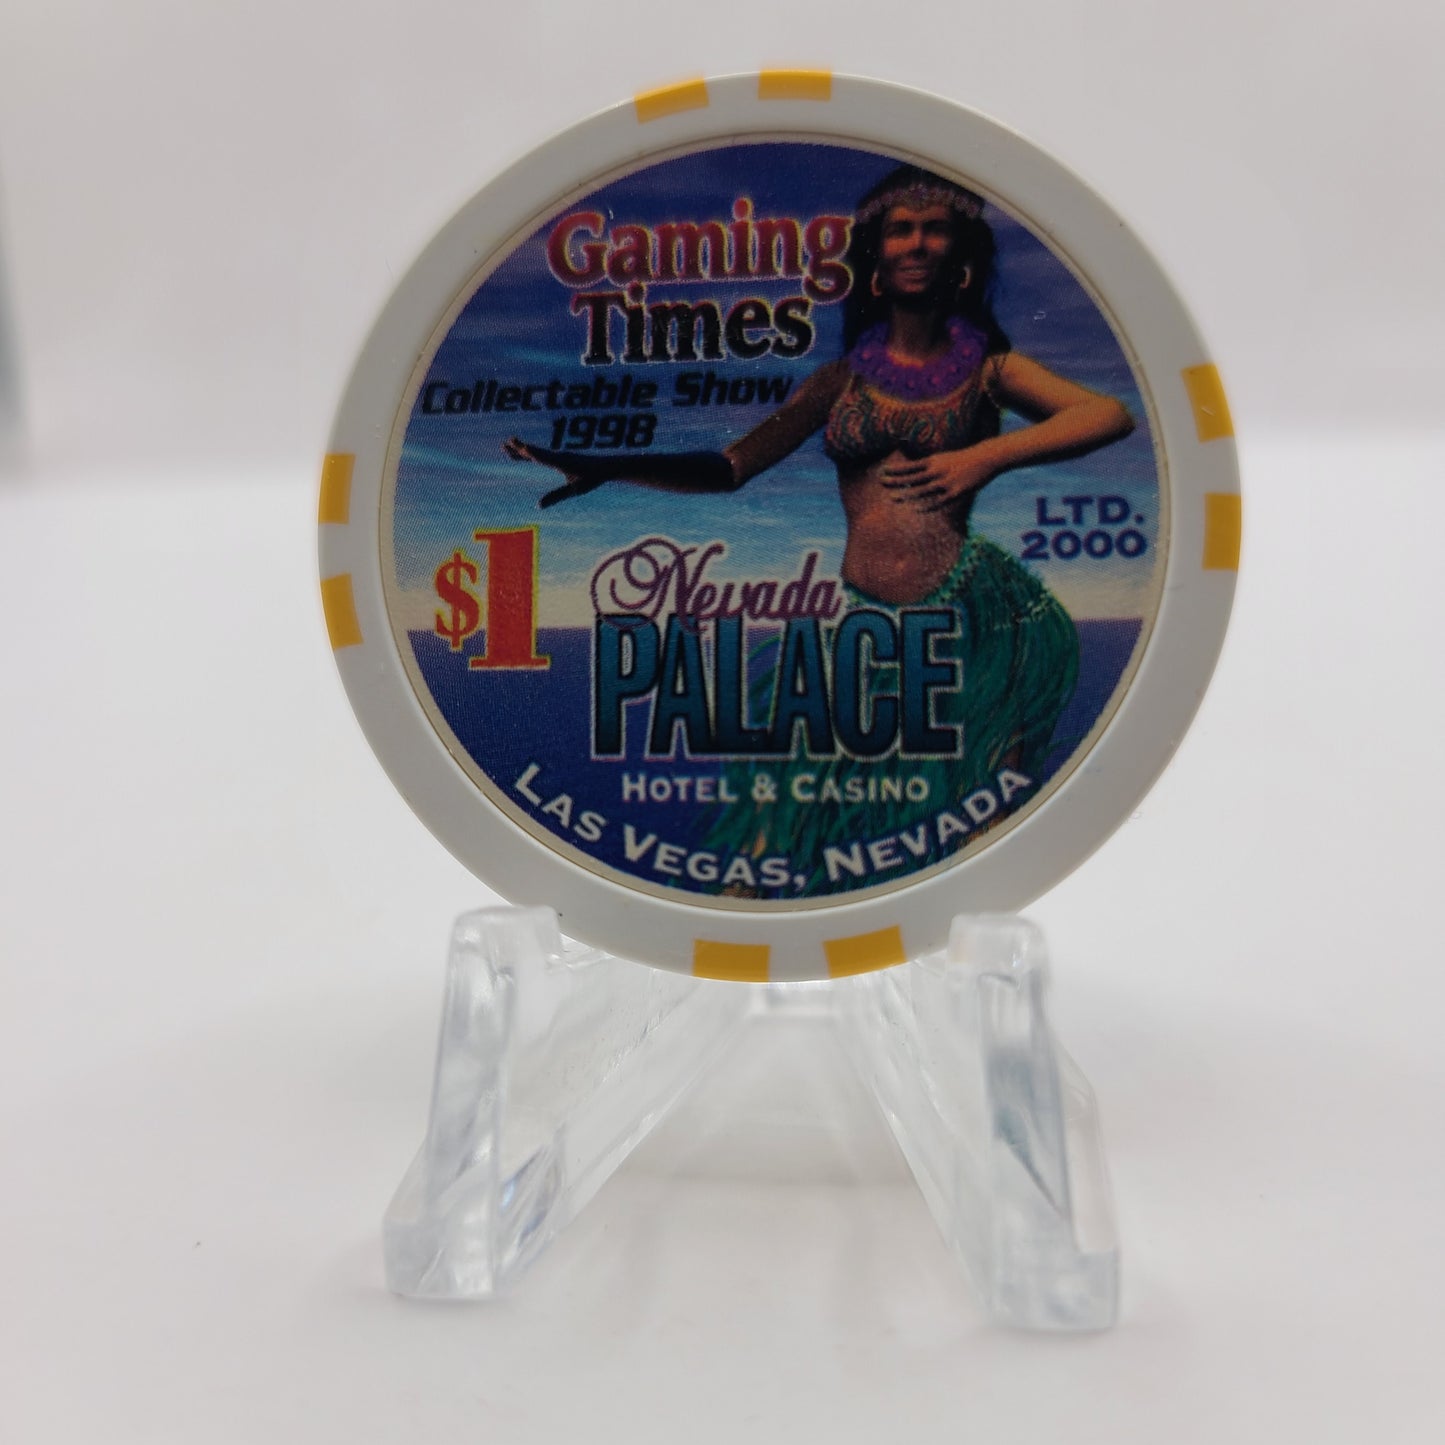 Gaming
Times
Collectable Show
1998
$1
LTD.
2000
Nevada
PALACE
HOTEL & CASINO
LAS VEGAS, NEVADA